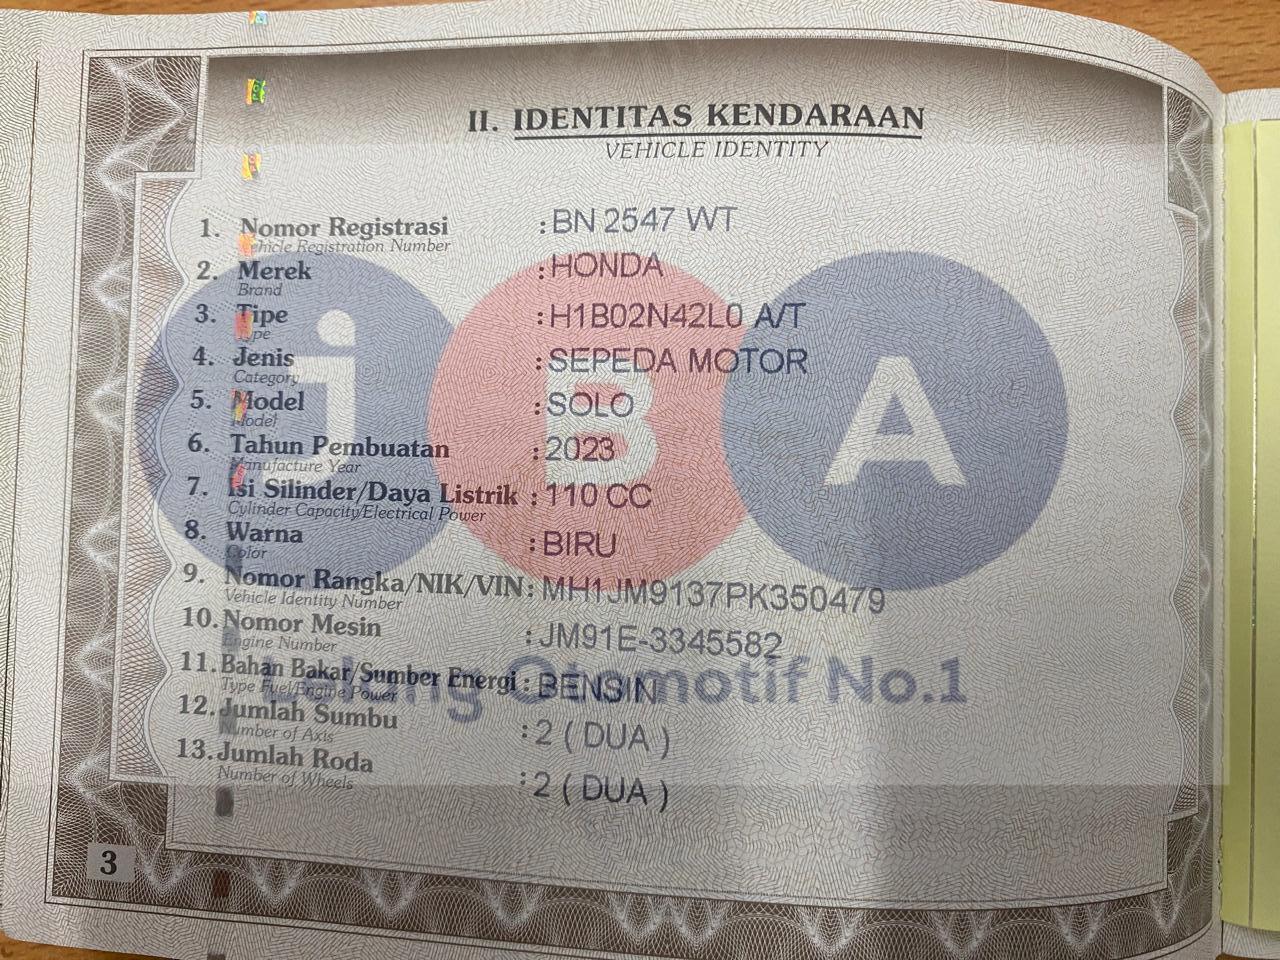 II. IDENTITAS KENDARAAN
VEHICLE IDENTITY
1. Nomor Registrasi : BN 2547 WT
Vehicle Registration Number
2. Merek : HONDA
Brand
3. Tipe : H1B02N42L0 A/T
Type
4. Jenis : SEPEDA MOTOR
Category
5. Model : SOLO
Model
6. Tahun Pembuatan : 2023
Manufacture Year
7. Isi Silinder/Daya Listrik : 110 CC
Cylinder Capacity/Electrical Power
8. Warna : BIRU
Color
9. Nomor Rangka/NIK/VIN : MH1JM9137PK350479
Vehicle Identity Number
10. Nomor Mesin : JM91E-3345582
Engine Number
11. Bahan Bakar/Sumber Energi : BENSIN
Type Fuel/Engine Power
12. Jumlah Sumbu : 2 ( DUA )
Number of Axis
13. Jumlah Roda : 2 ( DUA )
Number of Wheels
iBA
Otomotif No.1
3